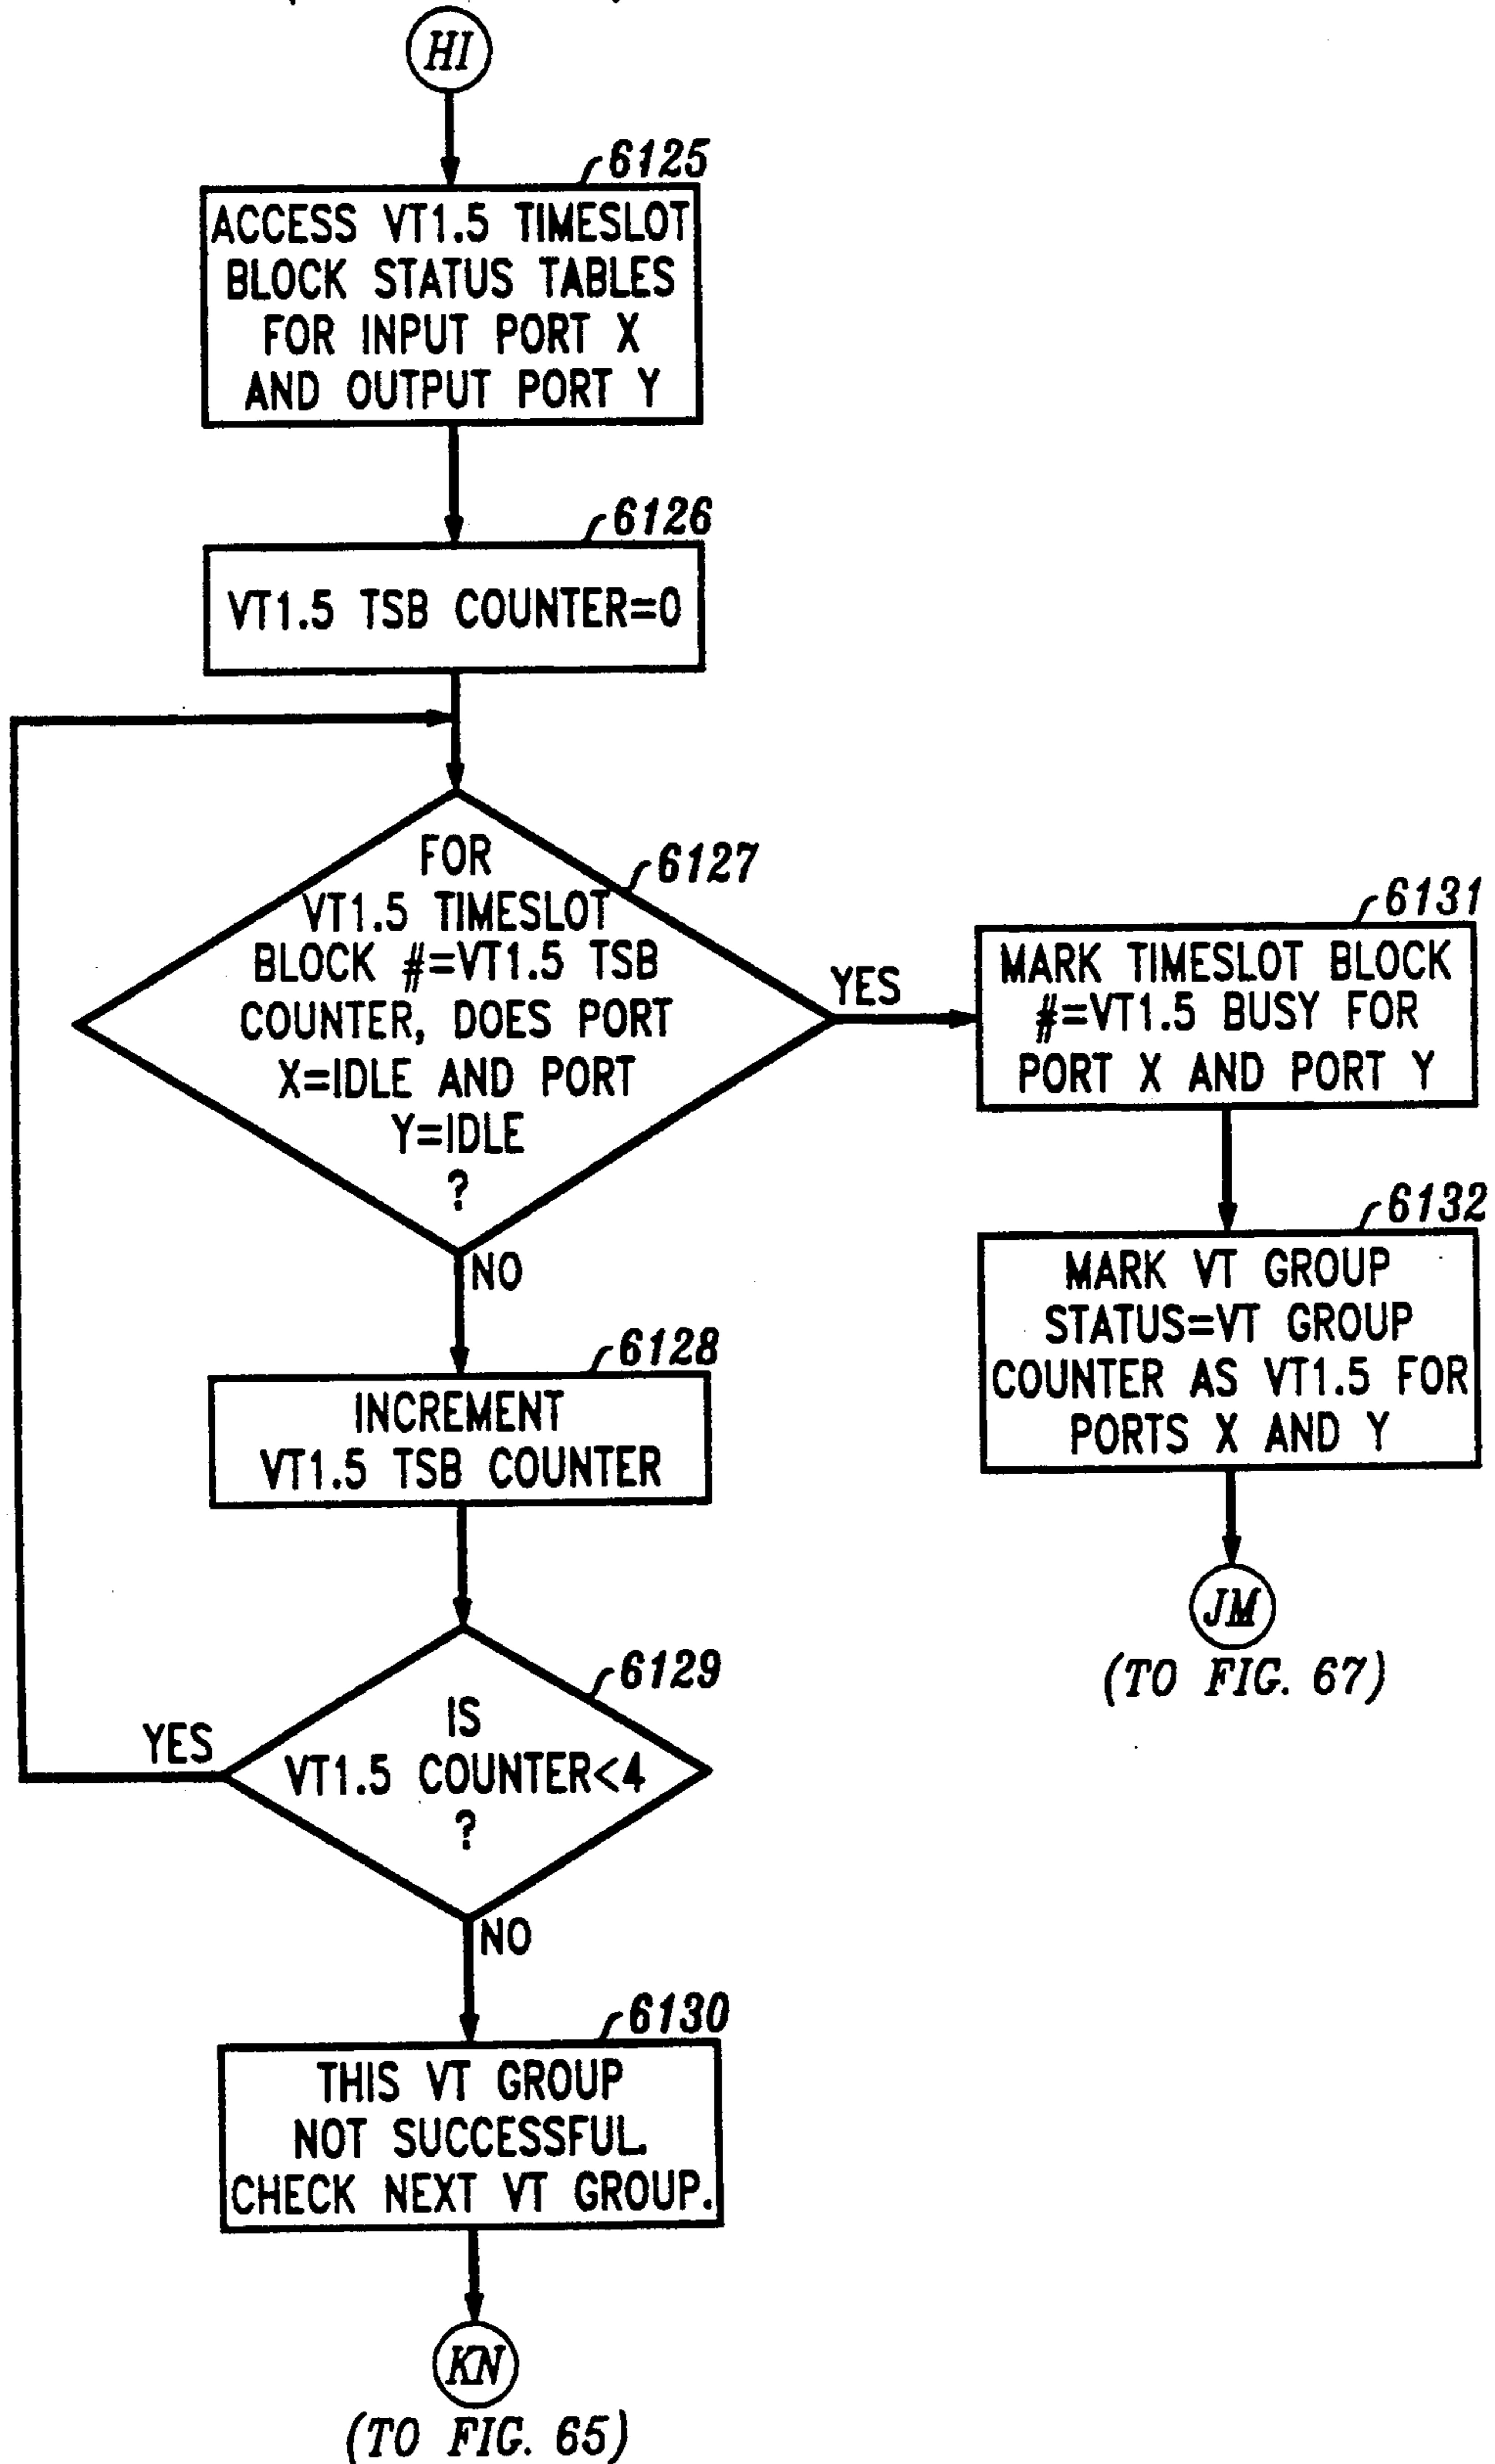 HI
6125
ACCESS VT1.5 TIMESLOT
BLOCK STATUS TABLES
FOR INPUT PORT X
AND OUTPUT PORT Y
6126
VT1.5 TSB COUNTER=0
6127
FOR
VT1.5 TIMESLOT
BLOCK #=VT1.5 TSB
COUNTER, DOES PORT
X=IDLE AND PORT
Y=IDLE
?
YES
NO
6131
MARK TIMESLOT BLOCK
#=VT1.5 BUSY FOR
PORT X AND PORT Y
6132
MARK VT GROUP
STATUS=VT GROUP
COUNTER AS VT1.5 FOR
PORTS X AND Y
JM
(TO FIG. 67)
6128
INCREMENT
VT1.5 TSB COUNTER
6129
IS
VT1.5 COUNTER<4
?
YES
NO
6130
THIS VT GROUP
NOT SUCCESSFUL.
CHECK NEXT VT GROUP.
KN
(TO FIG. 65)